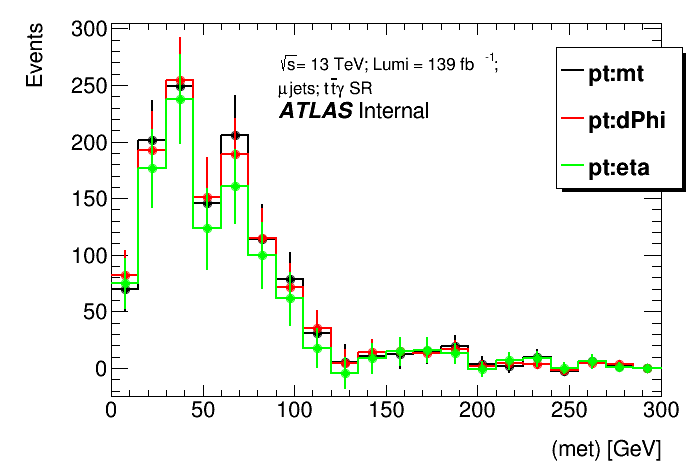 Events
300
250
200
150
100
50
0
√s= 13 TeV; Lumi = 139 fb⁻¹;
μjets; tt̄γ SR
ATLAS Internal
pt:mt
pt:dPhi
pt:eta
0 50 100 150 200 250 300
(met) [GeV]